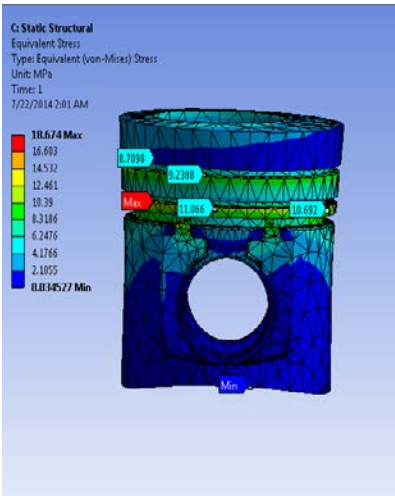 C: Static Structural
Equivalent Stress
Type: Equivalent (von-Mises) Stress
Unit: MPa
Time: 1
7/22/2014 2:01 AM
18.674 Max
16.603
14.532
12.461
10.39
8.3186
6.2476
4.1766
2.1055
0.034527 Min
8.7098
9.2388
Max
11.066
10.692
Min